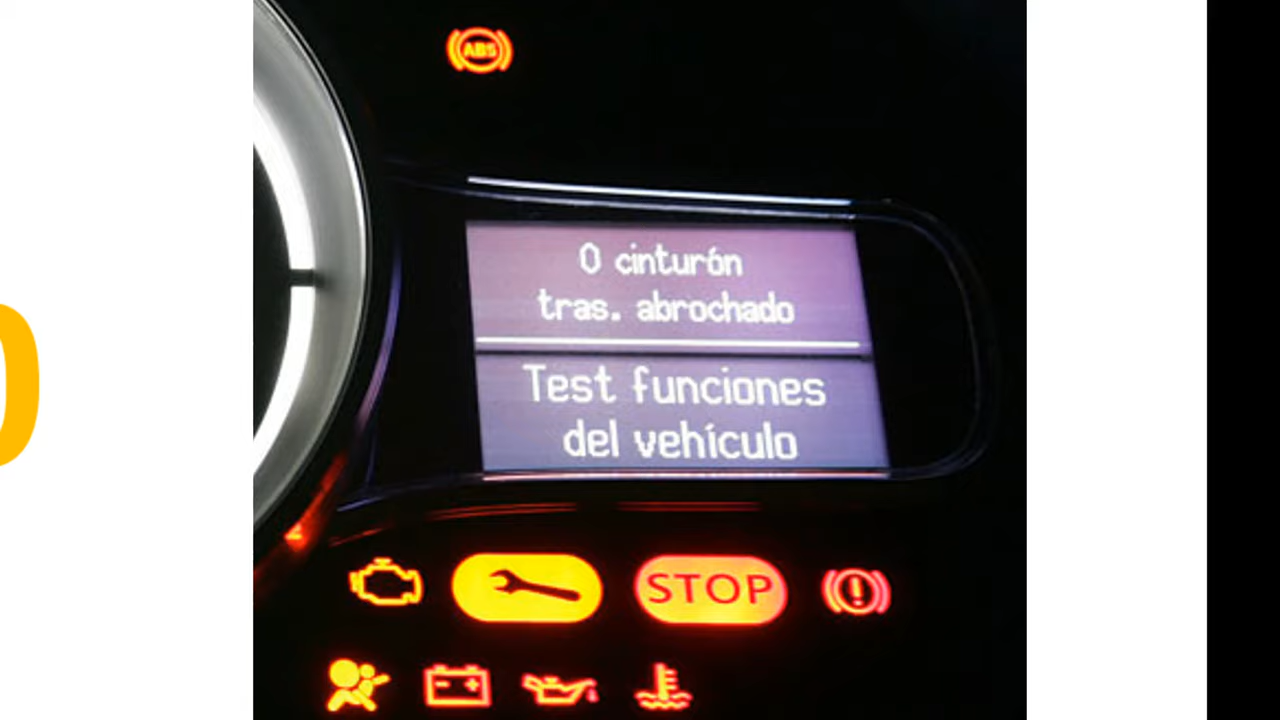 ABS
0 cinturón
tras. abrochado
Test funciones
del vehículo
STOP